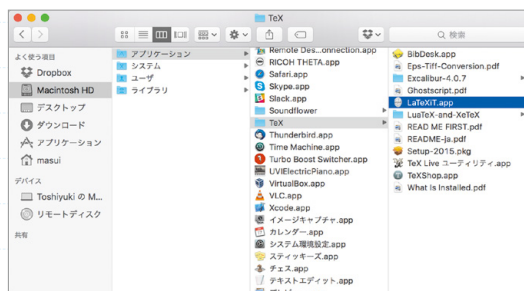 TeX
検索
よく使う項目
Dropbox
Macintosh HD
デスクトップ
ダウンロード
アプリケーション
masui
デバイス
Toshiyuki の M...
リモートディスク
共有
アプリケーション
システム
ユーザ
ライブラリ
Remote Des...onnection.app
RICOH THETA.app
Safari.app
Skype.app
Slack.app
Soundflower
TeX
Thunderbird.app
Time Machine.app
Turbo Boost Switcher.app
UVIElectricPiano.app
VirtualBox.app
VLC.app
Xcode.app
イメージキャプチャ.app
カレンダー.app
システム環境設定.app
スティッキーズ.app
チェス.app
テキストエディット.app
BibDesk.app
Eps-Tiff-Conversion.pdf
Excalibur-4.0.7
Ghostscript.pdf
LaTeXiT.app
LuaTeX-and-XeTeX
READ ME FIRST.pdf
README-ja.pdf
Setup-2015.pkg
TeX Live ユーティリティ.app
TeXShop.app
What Is Installed.pdf